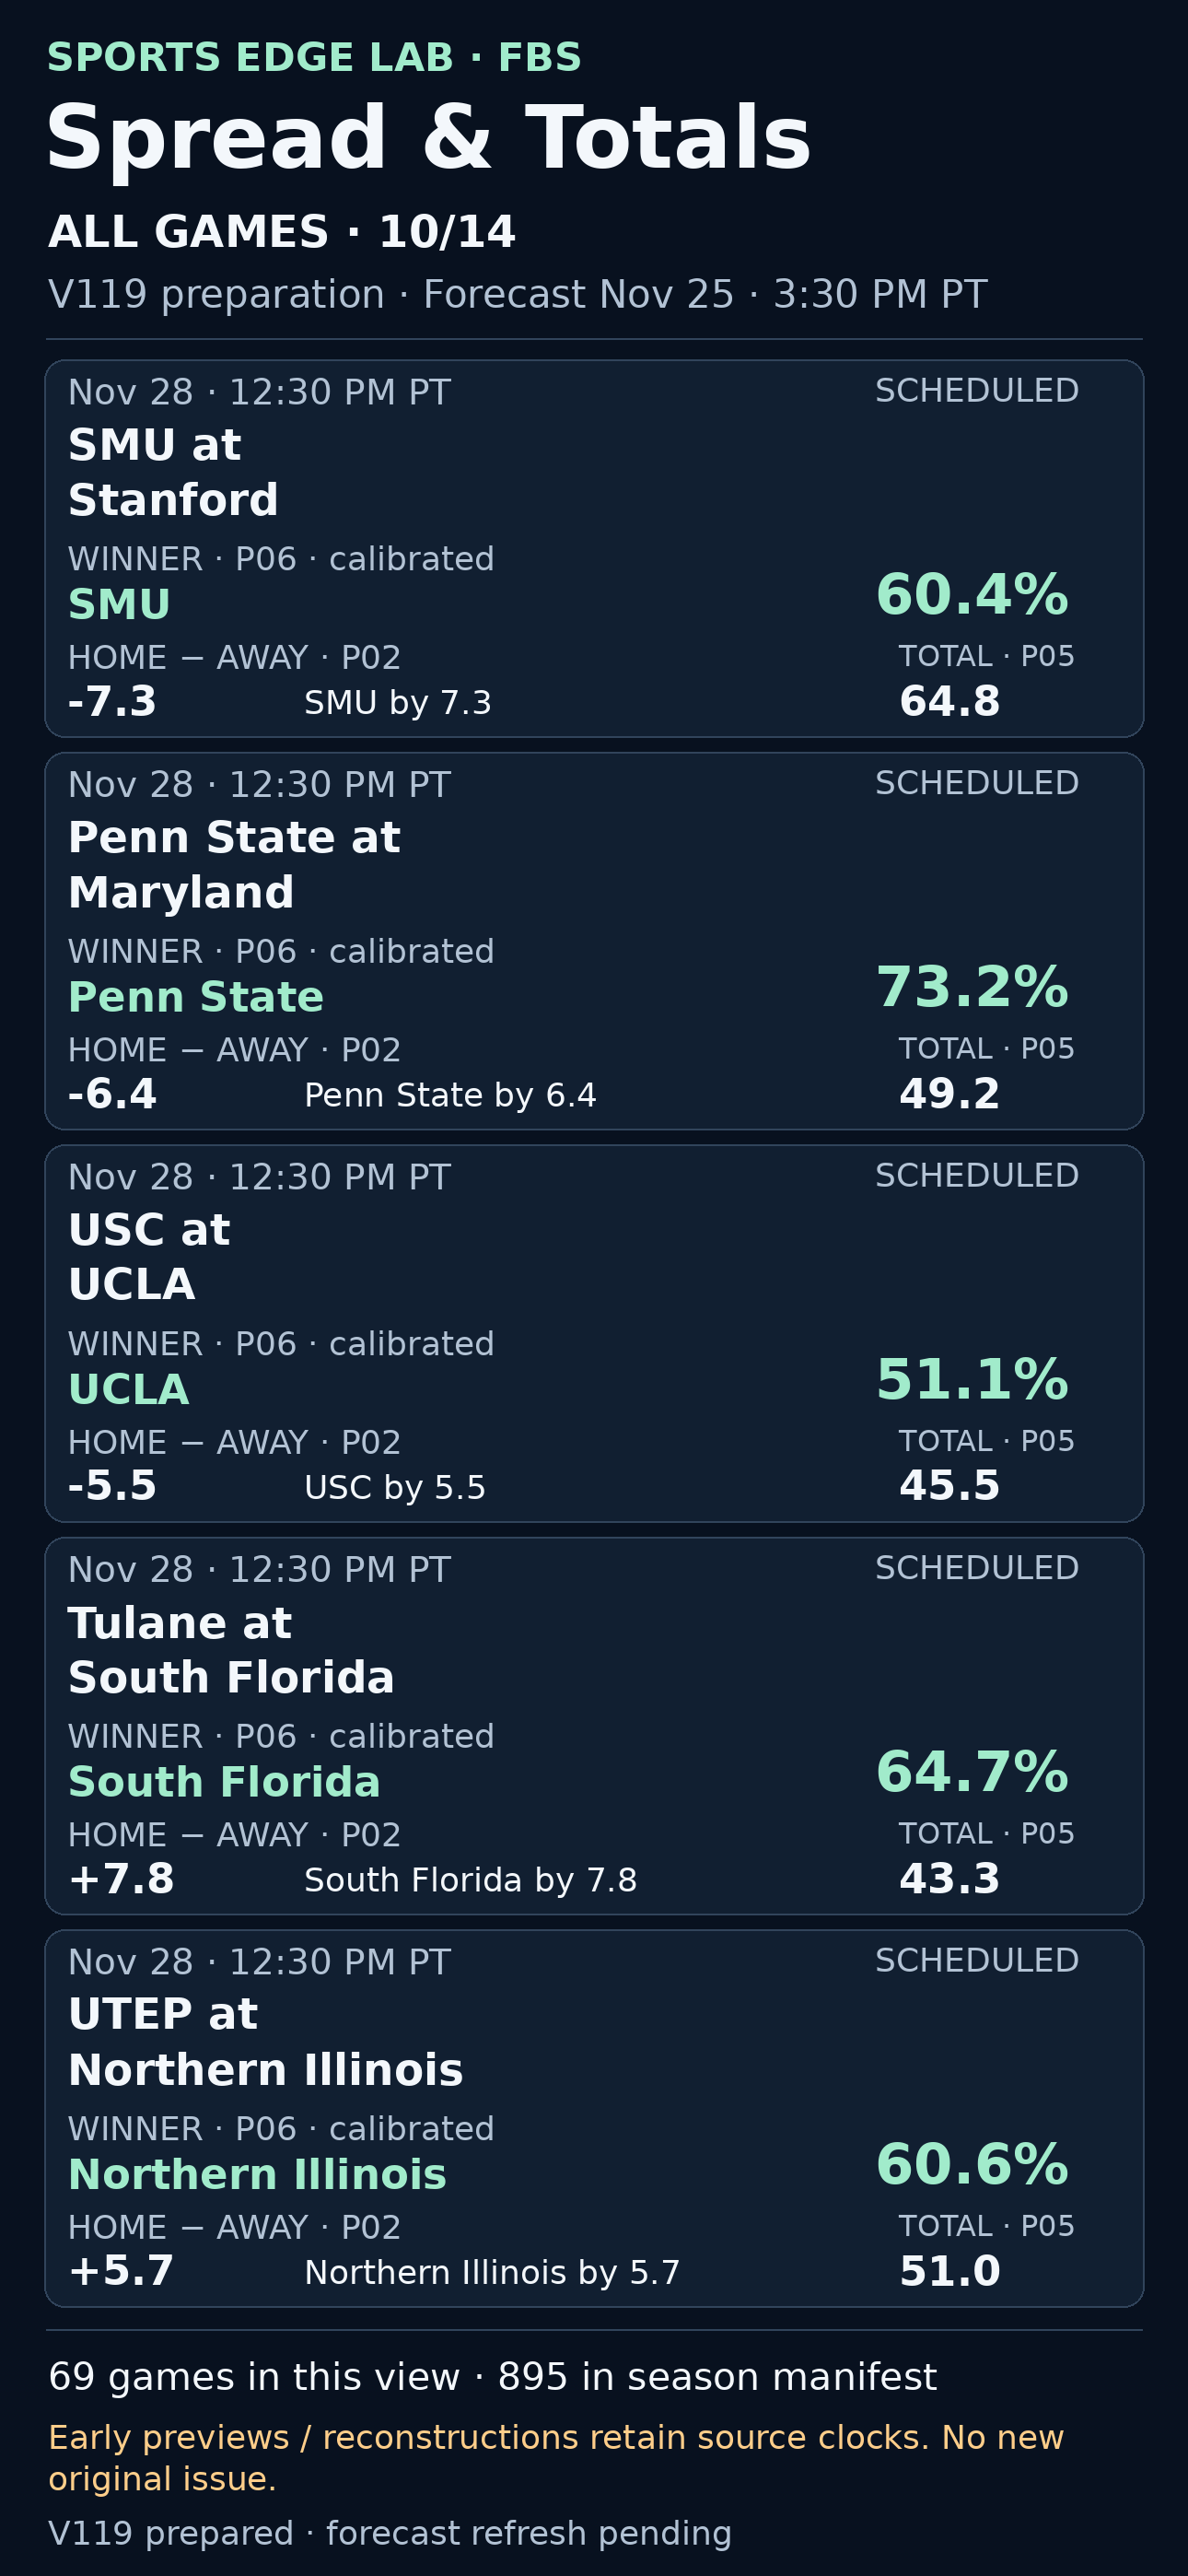 SPORTS EDGE LAB · FBS
Spread & Totals
ALL GAMES · 10/14
V119 preparation · Forecast Nov 25 · 3:30 PM PT
Nov 28 · 12:30 PM PT SCHEDULED
SMU at
Stanford
WINNER · P06 · calibrated
SMU 60.4%
HOME − AWAY · P02 TOTAL · P05
-7.3 SMU by 7.3 64.8
Nov 28 · 12:30 PM PT SCHEDULED
Penn State at
Maryland
WINNER · P06 · calibrated
Penn State 73.2%
HOME − AWAY · P02 TOTAL · P05
-6.4 Penn State by 6.4 49.2
Nov 28 · 12:30 PM PT SCHEDULED
USC at
UCLA
WINNER · P06 · calibrated
UCLA 51.1%
HOME − AWAY · P02 TOTAL · P05
-5.5 USC by 5.5 45.5
Nov 28 · 12:30 PM PT SCHEDULED
Tulane at
South Florida
WINNER · P06 · calibrated
South Florida 64.7%
HOME − AWAY · P02 TOTAL · P05
+7.8 South Florida by 7.8 43.3
Nov 28 · 12:30 PM PT SCHEDULED
UTEP at
Northern Illinois
WINNER · P06 · calibrated
Northern Illinois 60.6%
HOME − AWAY · P02 TOTAL · P05
+5.7 Northern Illinois by 5.7 51.0
69 games in this view · 895 in season manifest
Early previews / reconstructions retain source clocks. No new
original issue.
V119 prepared · forecast refresh pending